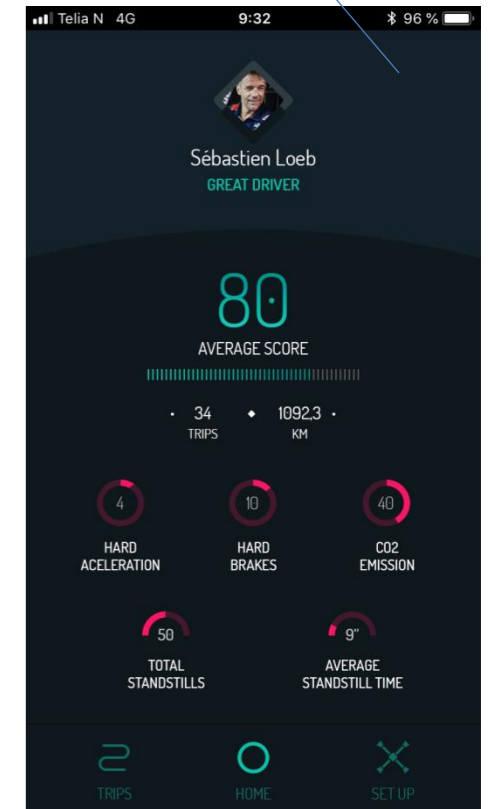 Telia N 4G 9:32 96 %
Sébastien Loeb
GREAT DRIVER
80
AVERAGE SCORE
34 1092,3
TRIPS KM
4 10 40
HARD HARD CO2
ACELERATION BRAKES EMISSION
50 9”
TOTAL AVERAGE
STANDSTILLS STANDSTILL TIME
TRIPS HOME SET UP